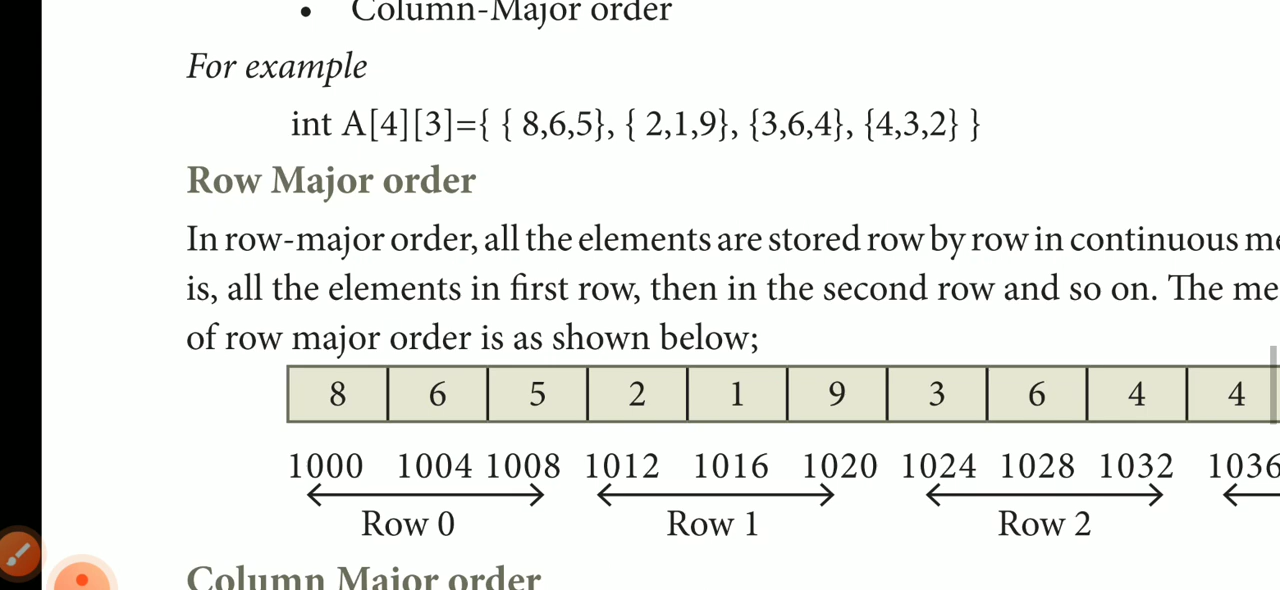 • Column-Major order
For example
int A[4][3]={ { 8,6,5}, { 2,1,9}, {3,6,4}, {4,3,2} }
Row Major order
In row-major order, all the elements are stored row by row in continuous
is, all the elements in first row, then in the second row and so on. The
of row major order is as shown below;
8 6 5 2 1 9 3 6 4 4
1000 1004 1008 1012 1016 1020 1024 1028 1032 1036
Row 0 Row 1 Row 2
Column Major order